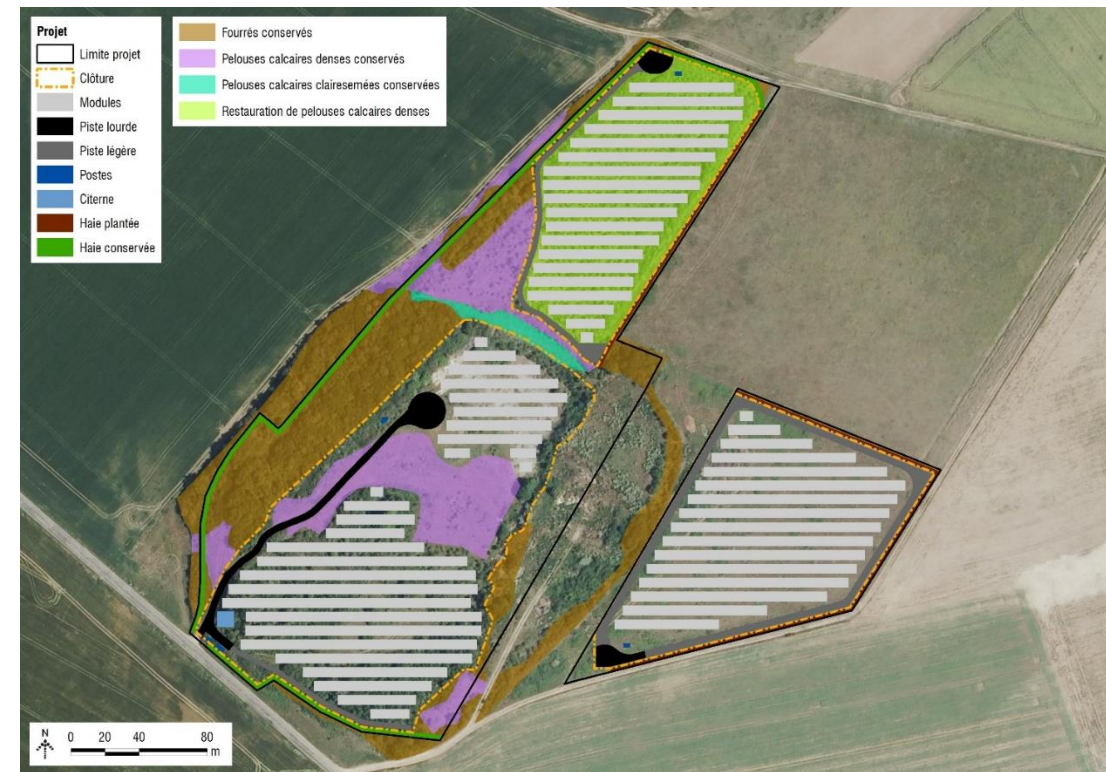 Projet
Limite projet
Clôture
Modules
Piste lourde
Piste légère
Postes
Citerne
Haie plantée
Haie conservée
Fourrés conservés
Pelouses calcaires denses conservés
Pelouses calcaires clairesemées conservées
Restauration de pelouses calcaires denses
N
0 20 40 80
m